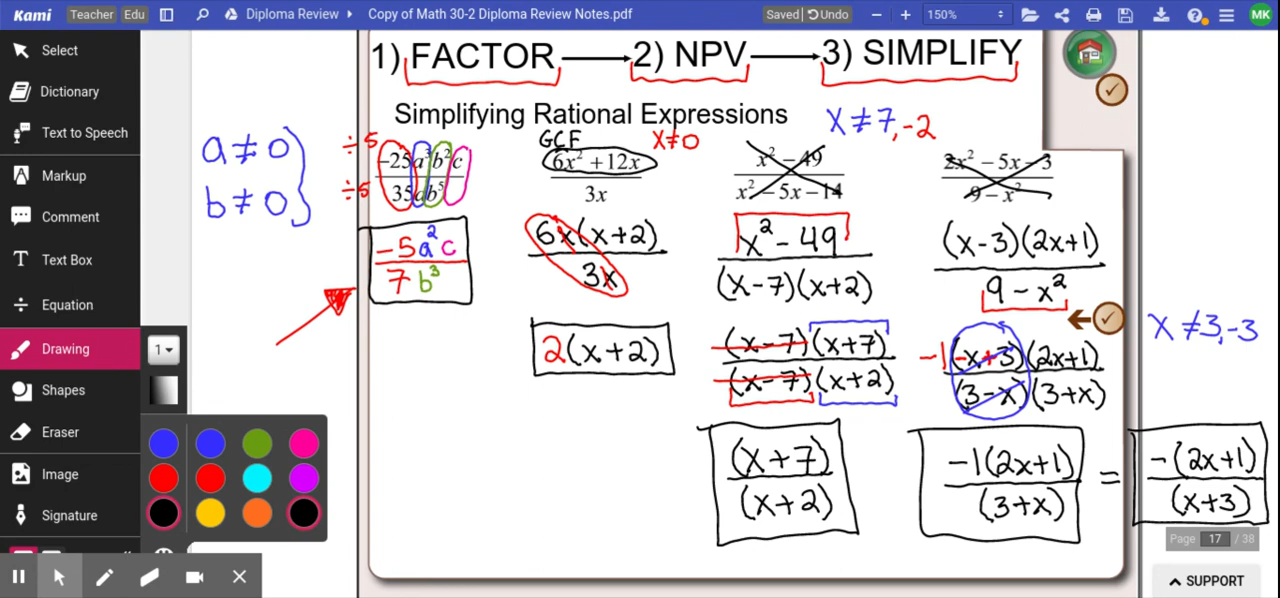 Kami
Teacher Edu
Diploma Review
Copy of Math 30-2 Diploma Review Notes.pdf
Saved Undo
150%
MK
Select
Dictionary
Text to Speech
Markup
Comment
Text Box
Equation
Drawing
Shapes
Eraser
Image
Signature
1
1) FACTOR → 2) NPV → 3) SIMPLIFY
Simplifying Rational Expressions
x ≠ 7, -2
a ≠ 0
b ≠ 0
÷5
÷5
-25a³b²c
35ab⁵
-5a²c
7b³
GCF
x ≠ 0
6x² + 12x
3x
6x(x+2)
3x
2(x+2)
x² - 49
x² - 5x - 14
x² - 49
(x-7)(x+2)
(x-7)(x+7)
(x-7)(x+2)
(x+7)
(x+2)
2x² - 5x - 3
9 - x²
(x-3)(2x+1)
9 - x²
x ≠ 3, -3
-1(-x+3)(2x+1)
(3-x)(3+x)
-1(2x+1)
(3+x)
=
-(2x+1)
(x+3)
Page 17 / 38
SUPPORT